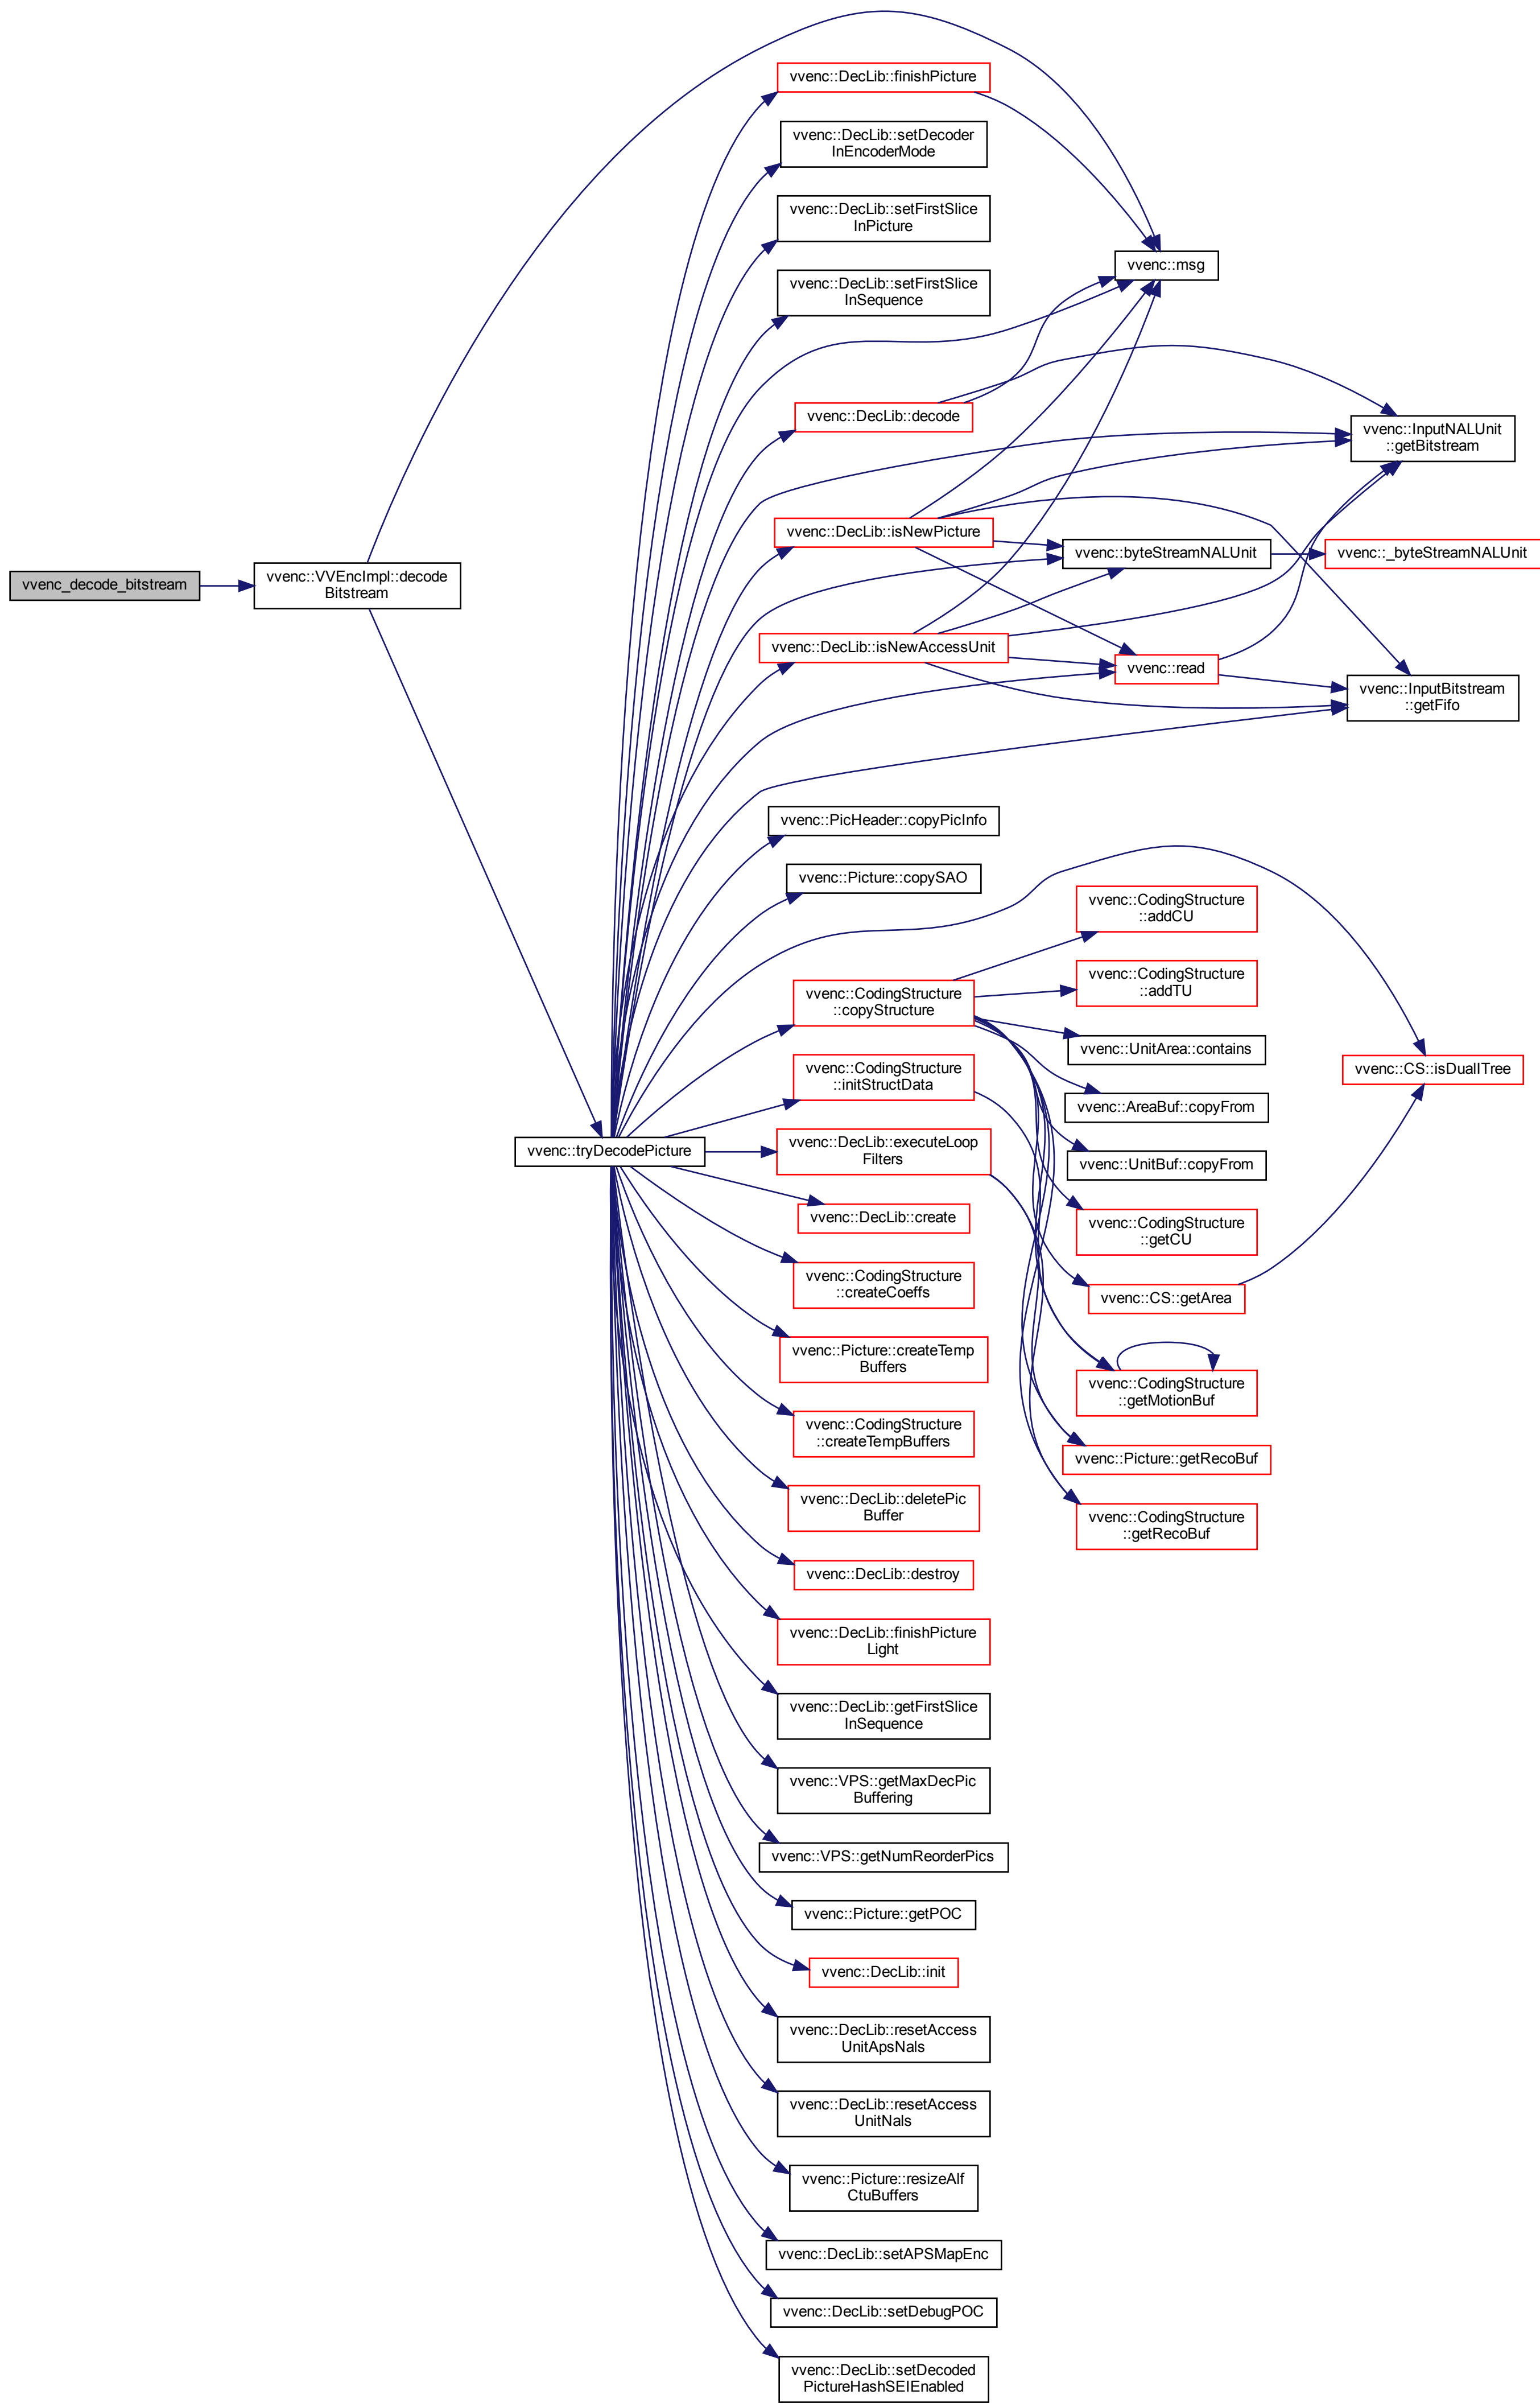 vvenc_decode_bitstream
vvenc::VVEncImpl::decode
Bitstream
vvenc::tryDecodePicture
vvenc::DecLib::finishPicture
vvenc::DecLib::setDecoder
InEncoderMode
vvenc::DecLib::setFirstSlice
InPicture
vvenc::DecLib::setFirstSlice
InSequence
vvenc::DecLib::decode
vvenc::DecLib::isNewPicture
vvenc::DecLib::isNewAccessUnit
vvenc::PicHeader::copyPicInfo
vvenc::Picture::copySAO
vvenc::CodingStructure
::copyStructure
vvenc::CodingStructure
::initStructData
vvenc::DecLib::executeLoop
Filters
vvenc::DecLib::create
vvenc::CodingStructure
::createCoeffs
vvenc::Picture::createTemp
Buffers
vvenc::CodingStructure
::createTempBuffers
vvenc::DecLib::deletePic
Buffer
vvenc::DecLib::destroy
vvenc::DecLib::finishPicture
Light
vvenc::DecLib::getFirstSlice
InSequence
vvenc::VPS::getMaxDecPic
Buffering
vvenc::VPS::getNumReorderPics
vvenc::Picture::getPOC
vvenc::DecLib::init
vvenc::DecLib::resetAccess
UnitApsNals
vvenc::DecLib::resetAccess
UnitNals
vvenc::Picture::resizeAlf
CtuBuffers
vvenc::DecLib::setAPSMapEnc
vvenc::DecLib::setDebugPOC
vvenc::DecLib::setDecoded
PictureHashSEIEnabled
vvenc::msg
vvenc::byteStreamNALUnit
vvenc::read
vvenc::CodingStructure
::addCU
vvenc::CodingStructure
::addTU
vvenc::UnitArea::contains
vvenc::AreaBuf::copyFrom
vvenc::UnitBuf::copyFrom
vvenc::CodingStructure
::getCU
vvenc::CS::getArea
vvenc::CodingStructure
::getMotionBuf
vvenc::Picture::getRecoBuf
vvenc::CodingStructure
::getRecoBuf
vvenc::InputNALUnit
::getBitstream
vvenc::_byteStreamNALUnit
vvenc::InputBitstream
::getFifo
vvenc::CS::isDualITree